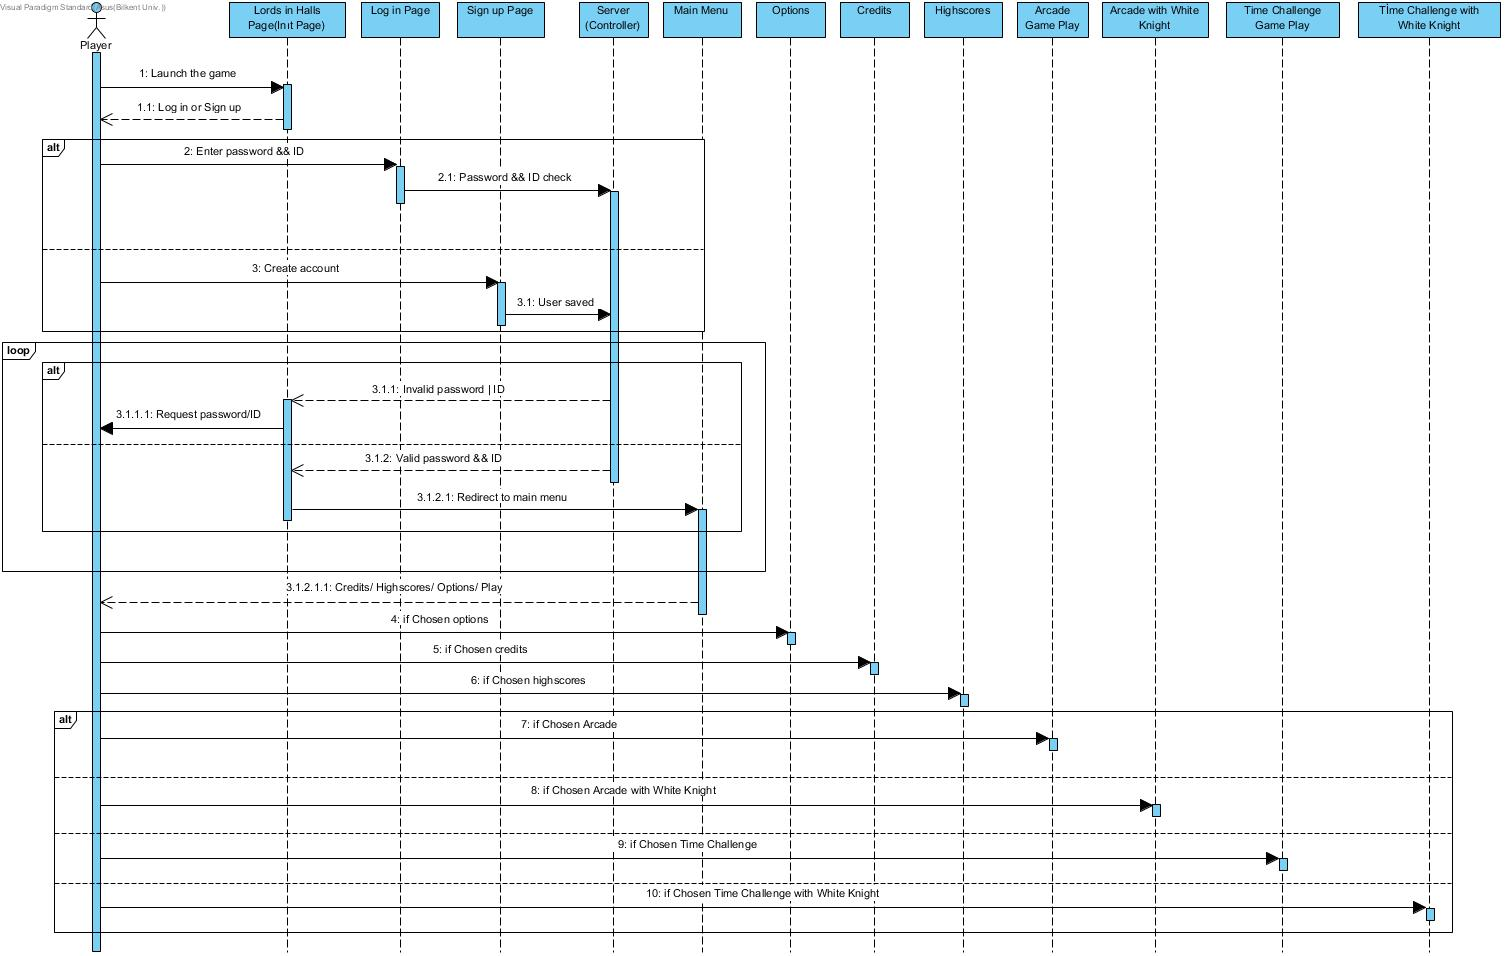 Visual Paradigm Standard sus(Bilkent Univ. ))
Player
Lords in Halls
Page(Inıt Page)
Log in Page
Sign up Page
Server
(Controller)
Main Menu
Options
Credits
Highscores
Arcade
Game Play
Arcade with White
Knight
Time Challenge
Game Play
Tİme Challenge with
White Knight
1: Launch the game
1.1: Log in or Sign up
alt
2: Enter password && ID
2.1: Password && ID check
3: Create account
3.1: User saved
loop
alt
3.1.1: Invalid password | ID
3.1.1.1: Request password/ID
3.1.2: Valid password && ID
3.1.2.1: Redirect to main menu
3.1.2.1.1: Credits/ Highscores/ Options/ Play
4: if Chosen options
5: if Chosen credits
6: if Chosen highscores
alt
7: if Chosen Arcade
8: if Chosen Arcade with White Knight
9: if Chosen Time Challenge
10: if Chosen Time Challenge with White Knight